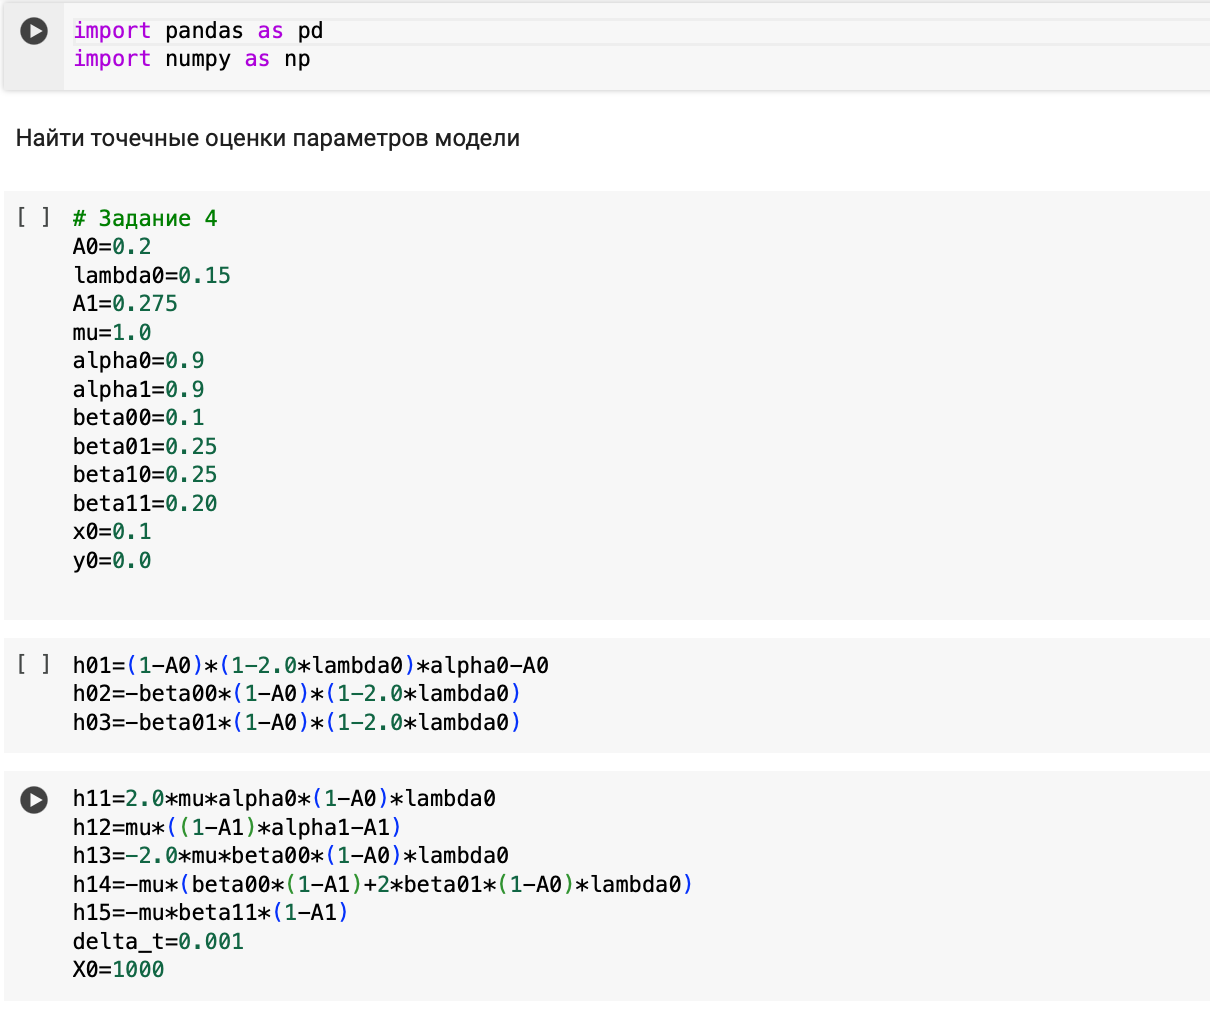 import pandas as pd
import numpy as np
Найти точечные оценки параметров модели
[ ] # Задание 4
A0=0.2
lambda0=0.15
A1=0.275
mu=1.0
alpha0=0.9
alpha1=0.9
beta00=0.1
beta01=0.25
beta10=0.25
beta11=0.20
x0=0.1
y0=0.0
[ ] h01=(1-A0)*(1-2.0*lambda0)*alpha0-A0
h02=-beta00*(1-A0)*(1-2.0*lambda0)
h03=-beta01*(1-A0)*(1-2.0*lambda0)
h11=2.0*mu*alpha0*(1-A0)*lambda0
h12=mu*((1-A1)*alpha1-A1)
h13=-2.0*mu*beta00*(1-A0)*lambda0
h14=-mu*(beta00*(1-A1)+2*beta01*(1-A0)*lambda0)
h15=-mu*beta11*(1-A1)
delta_t=0.001
X0=1000